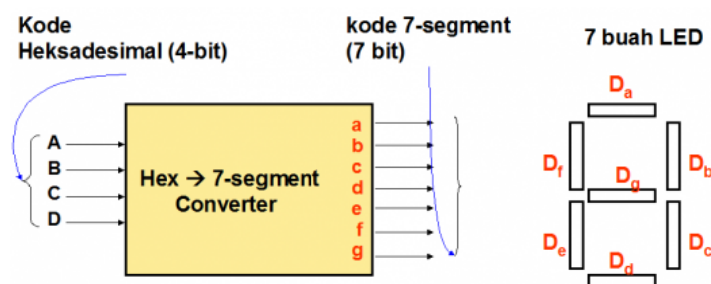 Kode
Heksadesimal (4-bit)
kode 7-segment
(7 bit)
7 buah LED
A
B
C
D
Hex → 7-segment
Converter
a
b
c
d
e
f
g
Da
Df
Db
Dg
De
Dc
Dd